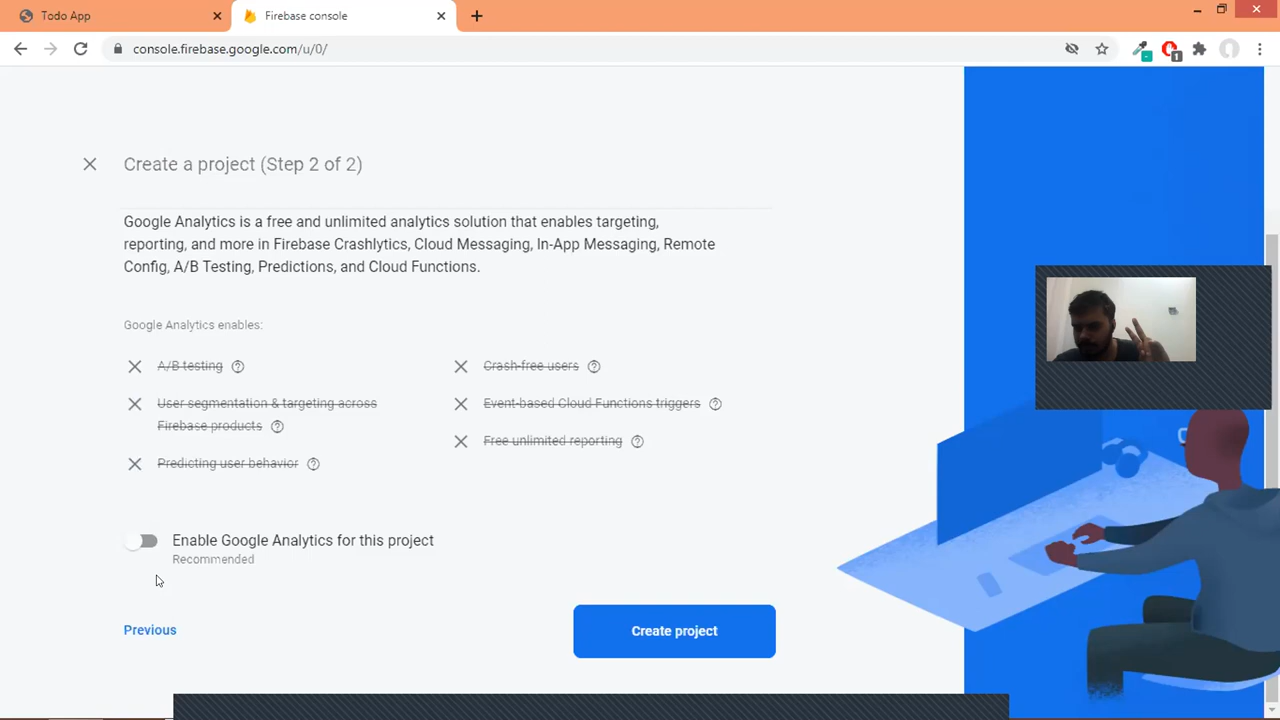 Todo App
Firebase console
console.firebase.google.com/u/0/
1
Create a project (Step 2 of 2)
Google Analytics is a free and unlimited analytics solution that enables targeting,
reporting, and more in Firebase Crashlytics, Cloud Messaging, In-App Messaging, Remote
Config, A/B Testing, Predictions, and Cloud Functions.
Google Analytics enables:
A/B testing
Crash-free users
User segmentation & targeting across
Firebase products
Event-based Cloud Functions triggers
Free unlimited reporting
Predicting user behavior
Enable Google Analytics for this project
Recommended
Previous
Create project